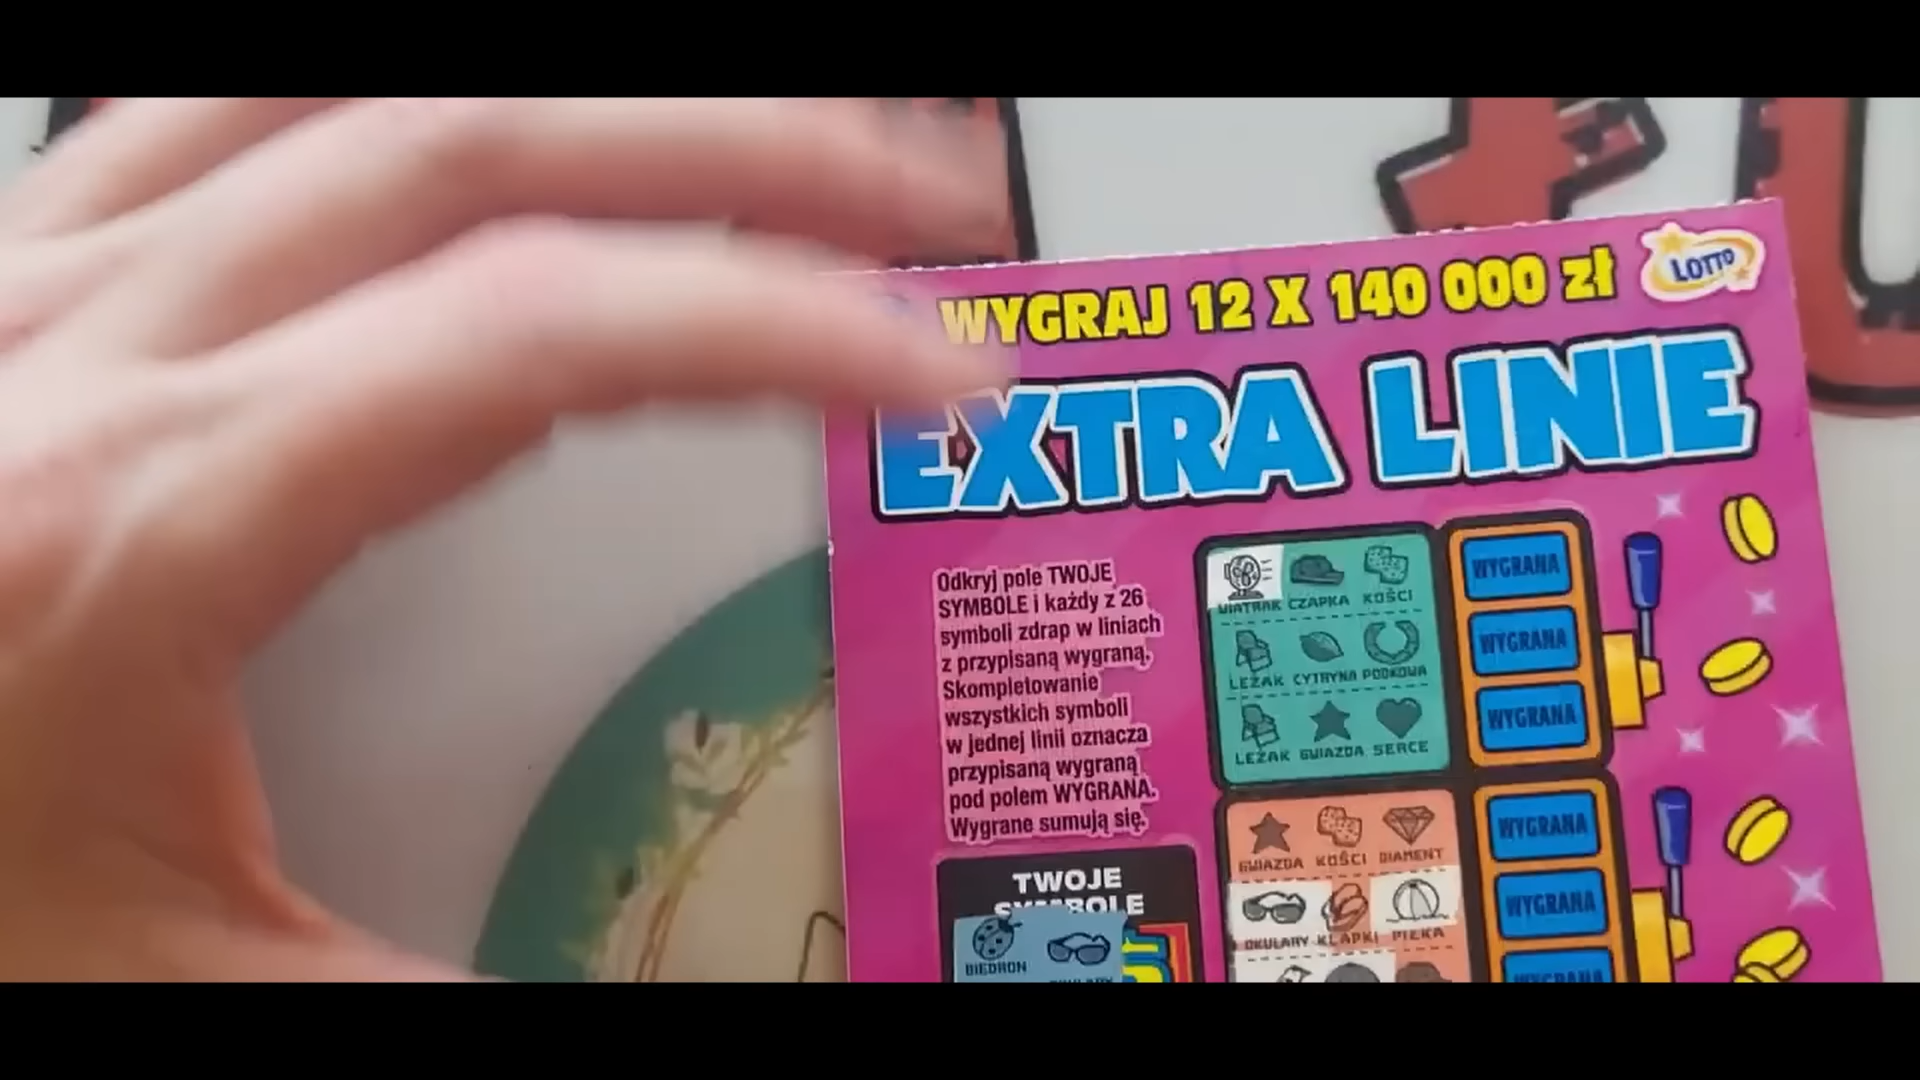 WYGRAJ 12 X 140 000 zł
LOTTO
EXTRA LINIE
Odkryj pole TWOJE
SYMBOLE i każdy z 26
symboli zdrap w liniach
z przypisaną wygraną.
Skompletowanie
wszystkich symboli
w jednej linii oznacza
przypisaną wygraną
pod polem WYGRANA.
Wygrane sumują się.
WIATRAK CZAPKA KOŚCI
WYGRANA
LEŻAK CYTRYNA PODKOWA
WYGRANA
LEŻAK GWIAZDA SERCE
WYGRANA
GWIAZDA KOŚCI DIAMENT
WYGRANA
OKULARY KLAPKI PIŁKA
WYGRANA
WYGRANA
TWOJE
SYMBOLE
BIEDRON